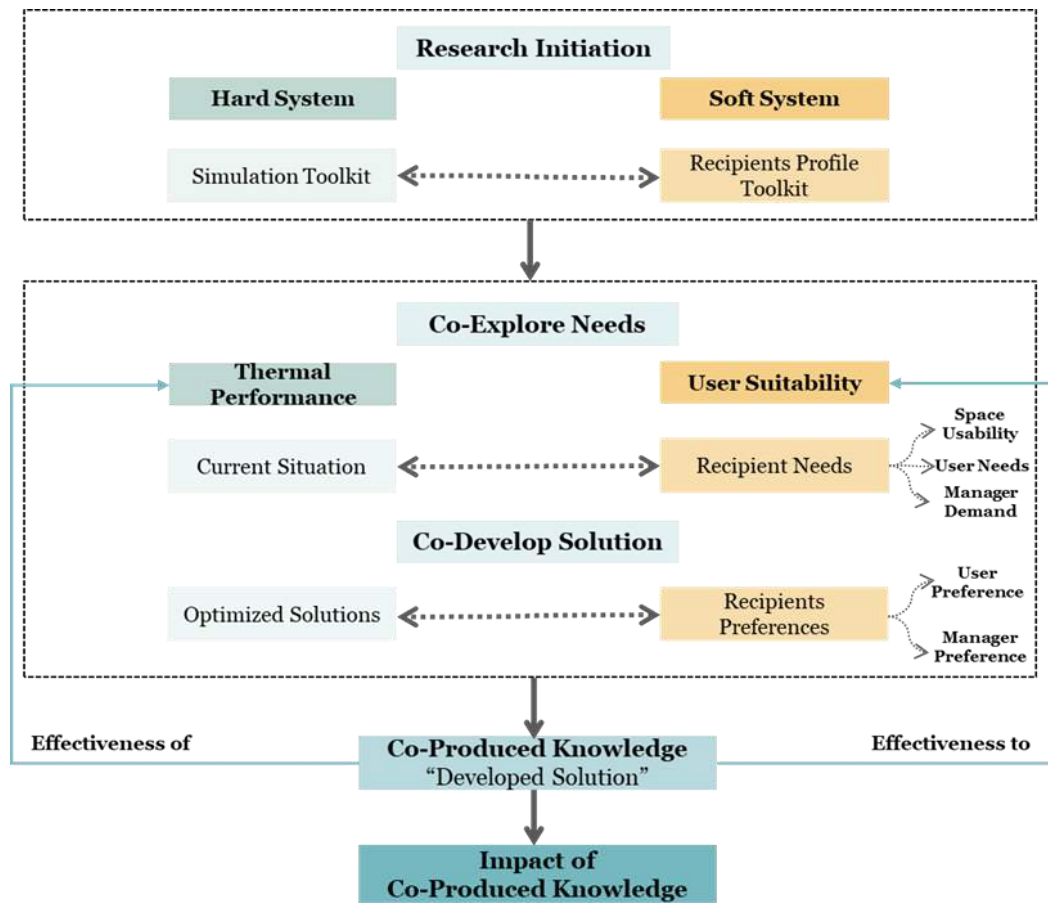 Research Initiation
Hard System
Soft System
Simulation Toolkit
Recipients Profile
Toolkit
Co-Explore Needs
Thermal
Performance
User Suitability
Current Situation
Recipient Needs
Space
Usability
User Needs
Manager
Demand
Co-Develop Solution
Optimized Solutions
Recipients
Preferences
User
Preference
Manager
Preference
Effectiveness of
Co-Produced Knowledge
“Developed Solution”
Effectiveness to
Impact of
Co-Produced Knowledge